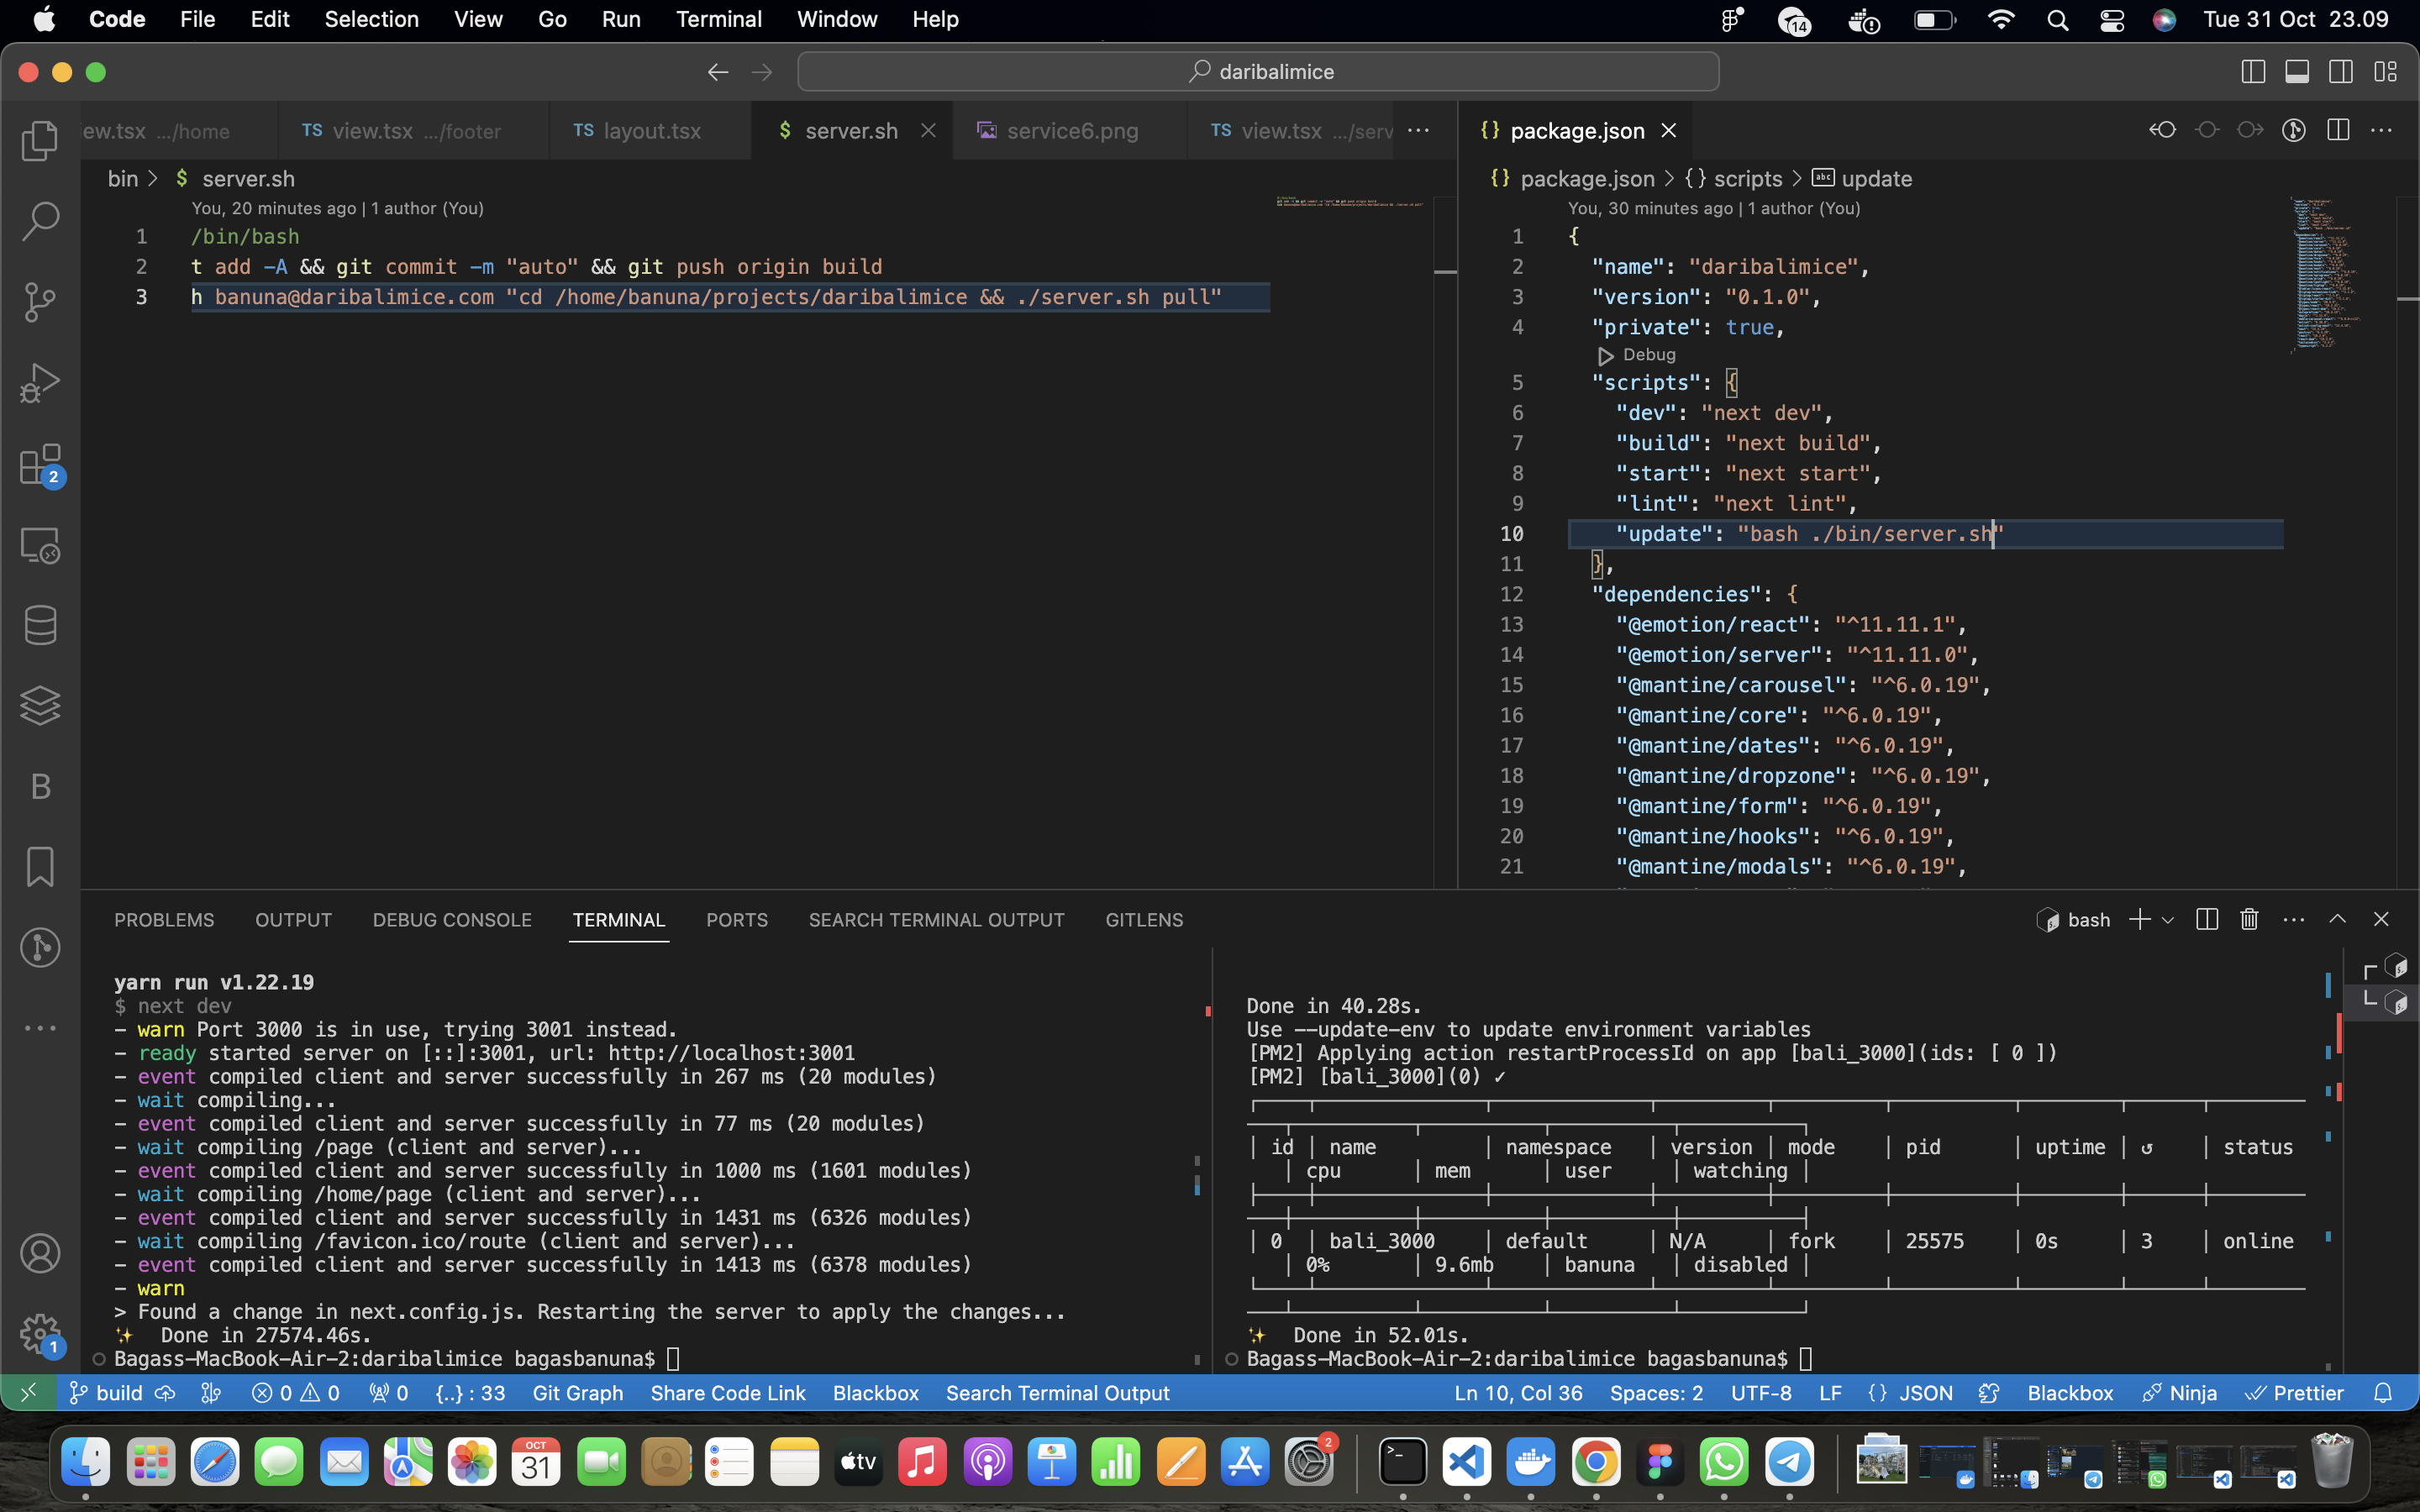 Code File Edit Selection View Go Run Terminal Window Help 14 Tue 31 Oct 23.09
daribalimice
ew.tsx .../home TS view.tsx .../footer TS layout.tsx $ server.sh service6.png TS view.tsx .../serv ··· {} package.json
bin > $ server.sh
You, 20 minutes ago | 1 author (You)
1 /bin/bash
2 t add -A && git commit -m "auto" && git push origin build
3 h banuna@daribalimice.com "cd /home/banuna/projects/daribalimice && ./server.sh pull"
{} package.json > {} scripts > abc update
You, 30 minutes ago | 1 author (You)
1 {
2 "name": "daribalimice",
3 "version": "0.1.0",
4 "private": true,
Debug
5 "scripts": {
6 "dev": "next dev",
7 "build": "next build",
8 "start": "next start",
9 "lint": "next lint",
10 "update": "bash ./bin/server.sh"
11 },
12 "dependencies": {
13 "@emotion/react": "^11.11.1",
14 "@emotion/server": "^11.11.0",
15 "@mantine/carousel": "^6.0.19",
16 "@mantine/core": "^6.0.19",
17 "@mantine/dates": "^6.0.19",
18 "@mantine/dropzone": "^6.0.19",
19 "@mantine/form": "^6.0.19",
20 "@mantine/hooks": "^6.0.19",
21 "@mantine/modals": "^6.0.19",
2
B
1
PROBLEMS OUTPUT DEBUG CONSOLE TERMINAL PORTS SEARCH TERMINAL OUTPUT GITLENS bash
yarn run v1.22.19
$ next dev
- warn Port 3000 is in use, trying 3001 instead.
- ready started server on [::]:3001, url: http://localhost:3001
- event compiled client and server successfully in 267 ms (20 modules)
- wait compiling...
- event compiled client and server successfully in 77 ms (20 modules)
- wait compiling /page (client and server)...
- event compiled client and server successfully in 1000 ms (1601 modules)
- wait compiling /home/page (client and server)...
- event compiled client and server successfully in 1431 ms (6326 modules)
- wait compiling /favicon.ico/route (client and server)...
- event compiled client and server successfully in 1413 ms (6378 modules)
- warn
> Found a change in next.config.js. Restarting the server to apply the changes...
✨ Done in 27574.46s.
Bagass-MacBook-Air-2:daribalimice bagasbanuna$
Done in 40.28s.
Use --update-env to update environment variables
[PM2] Applying action restartProcessId on app [bali_3000](ids: [ 0 ])
[PM2] [bali_3000](0) ✓
│ id │ name │ namespace │ version │ mode │ pid │ uptime │ ↺ │ status
│ cpu │ mem │ user │ watching │
│ 0 │ bali_3000 │ default │ N/A │ fork │ 25575 │ 0s │ 3 │ online
│ 0% │ 9.6mb │ banuna │ disabled │
✨ Done in 52.01s.
Bagass-MacBook-Air-2:daribalimice bagasbanuna$
build 0 0 0 {..} : 33 Git Graph Share Code Link Blackbox Search Terminal Output Ln 10, Col 36 Spaces: 2 UTF-8 LF {} JSON Blackbox Ninja Prettier
OCT
31
tv
2